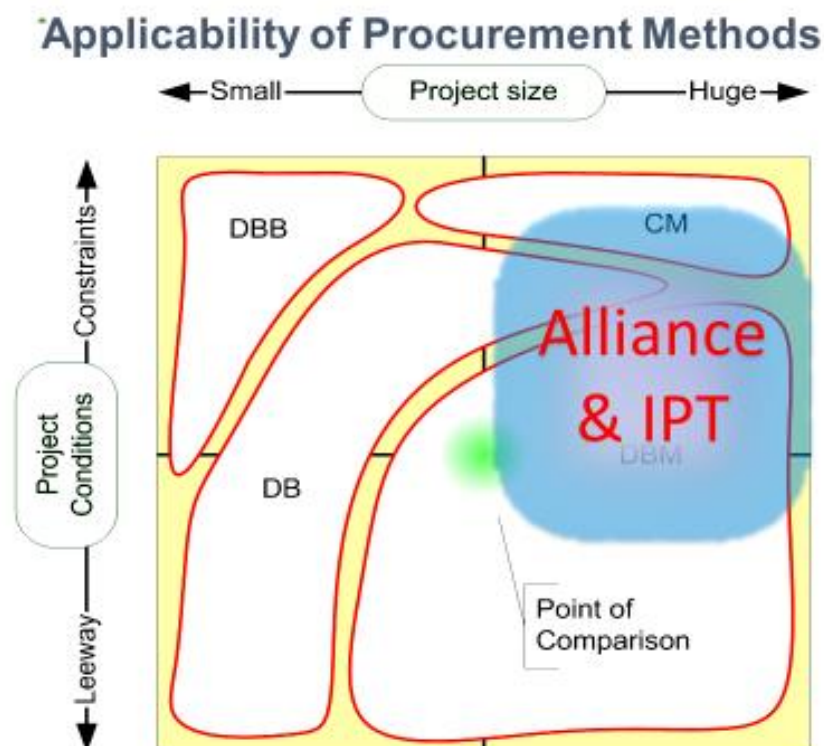 Applicability of Procurement Methods
Small
Project size
Huge
Constraints
Project
Conditions
Leeway
DBB
CM
Alliance
& IPT
DBM
DB
Point of
Comparison